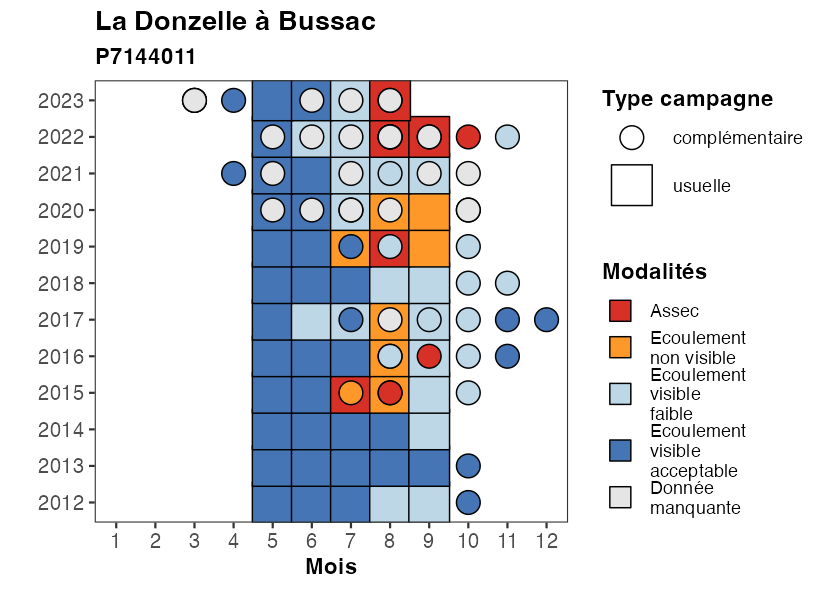 La Donzelle à Bussac
P7144011
2023
2022
2021
2020
2019
2018
2017
2016
2015
2014
2013
2012
1 2 3 4 5 6 7 8 9 10 11 12
Mois
Type campagne
complémentaire
usuelle
Modalités
Assec
Ecoulement
non visible
Ecoulement
visible
faible
Ecoulement
visible
acceptable
Donnée
manquante